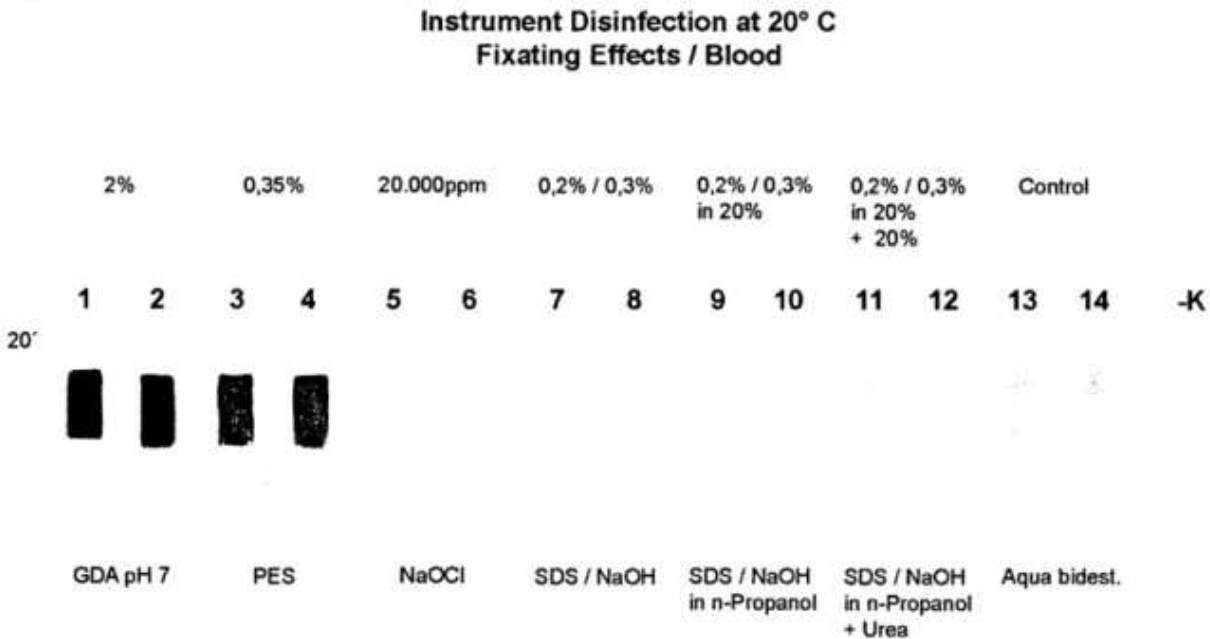 Instrument Disinfection at 20° C
Fixating Effects / Blood
2% 0,35% 20.000ppm 0,2% / 0,3% 0,2% / 0,3% 0,2% / 0,3% Control
in 20% in 20%
+ 20%
1 2 3 4 5 6 7 8 9 10 11 12 13 14 -K
20´
GDA pH 7 PES NaOCl SDS / NaOH SDS / NaOH SDS / NaOH Aqua bidest.
in n-Propanol in n-Propanol
+ Urea